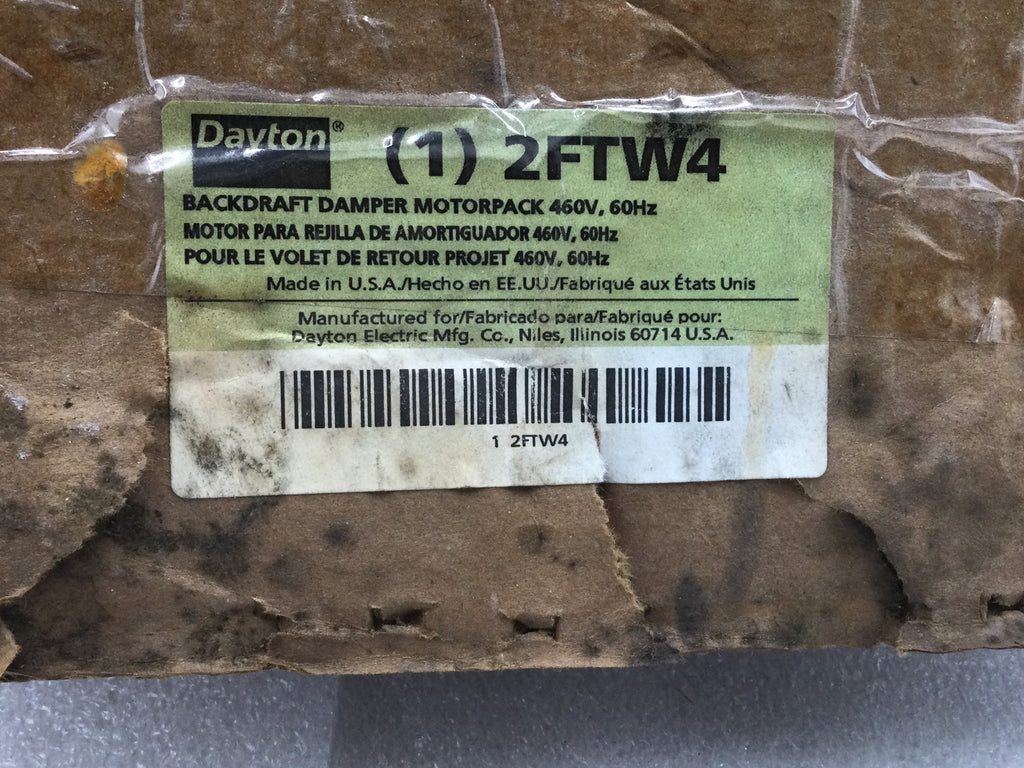 Dayton® (1) 2FTW4
BACKDRAFT DAMPER MOTORPACK 460V, 60Hz
MOTOR PARA REJILLA DE AMORTIGUADOR 460V, 60Hz
POUR LE VOLET DE RETOUR PROJET 460V, 60Hz
Made in U.S.A./Hecho en EE.UU./Fabriqué aux États Unis
Manufactured for/Fabricado para/Fabriqué pour:
Dayton Electric Mfg. Co., Niles, Illinois 60714 U.S.A.
1 2FTW4